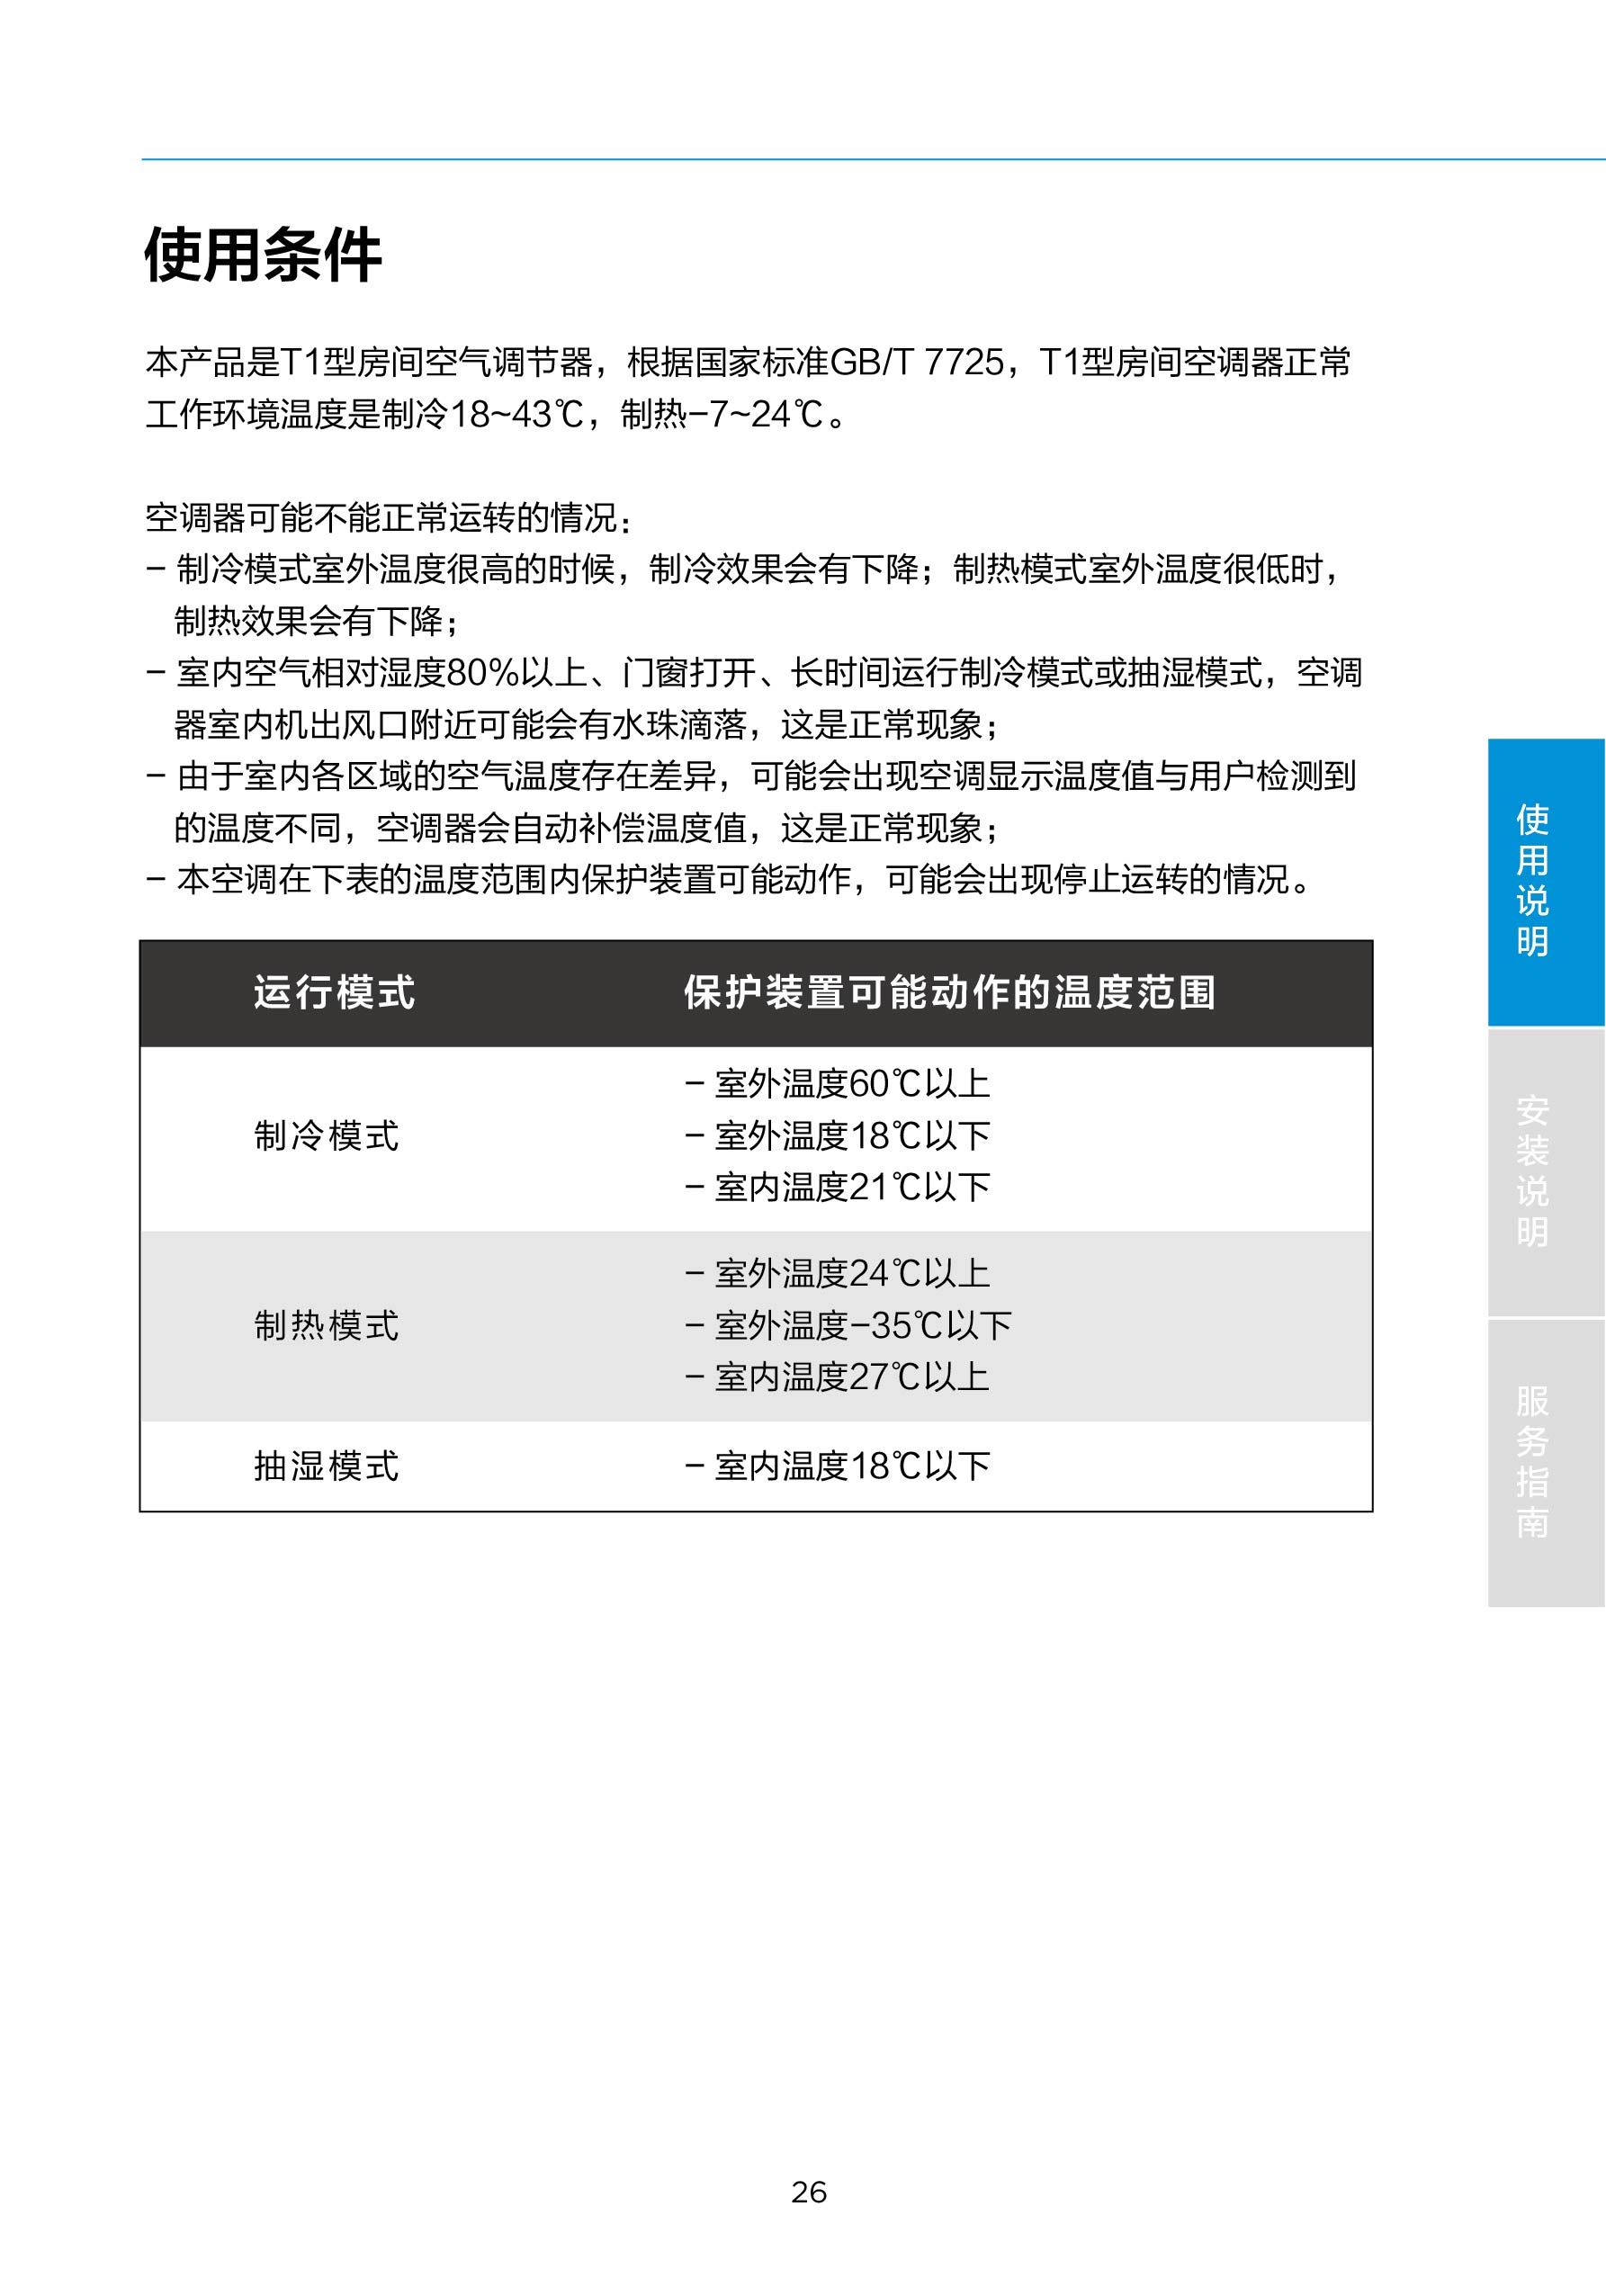 使用条件
本产品是T1型房间空气调节器，根据国家标准GB/T 7725，T1型房间空调器正常
工作环境温度是制冷18~43℃，制热-7~24℃。
空调器可能不能正常运转的情况：
- 制冷模式室外温度很高的时候，制冷效果会有下降；制热模式室外温度很低时，
制热效果会有下降；
- 室内空气相对湿度80%以上、门窗打开、长时间运行制冷模式或抽湿模式，空调
器室内机出风口附近可能会有水珠滴落，这是正常现象；
- 由于室内各区域的空气温度存在差异，可能会出现空调显示温度值与用户检测到
的温度不同，空调器会自动补偿温度值，这是正常现象；
- 本空调在下表的温度范围内保护装置可能动作，可能会出现停止运转的情况。
运行模式 保护装置可能动作的温度范围
制冷模式
- 室外温度60℃以上
- 室外温度18℃以下
- 室内温度21℃以下
制热模式
- 室外温度24℃以上
- 室外温度-35℃以下
- 室内温度27℃以上
抽湿模式 - 室内温度18℃以下
使用说明
安装说明
服务指南
26